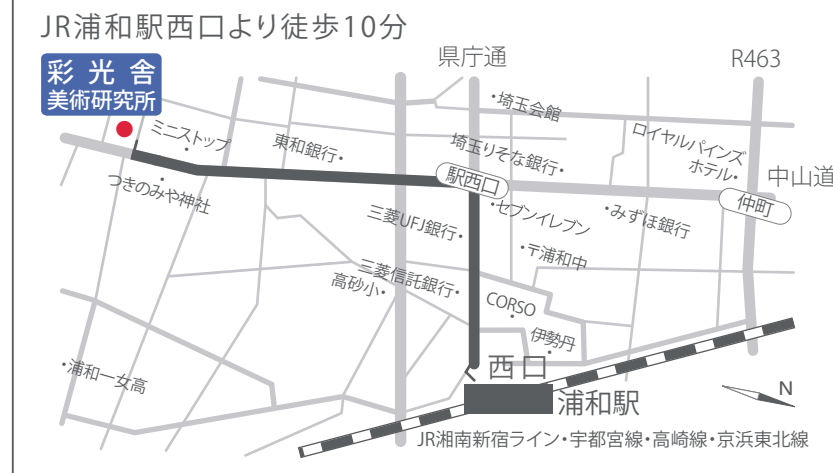 JR浦和駅西口より徒歩10分
彩光舎
美術研究所
県庁通
R463
・埼玉会館
ミニストップ
東和銀行・
埼玉りそな銀行・
ロイヤルパインズ
ホテル・
中山道
駅西口
つきのみや神社
三菱UFJ銀行・
・セブンイレブン
・みずほ銀行
仲町
・〒浦和中
三菱信託銀行・
高砂小・
CORSO
伊勢丹
・浦和一女高
西口
浦和駅
N
JR湘南新宿ライン・宇都宮線・高崎線・京浜東北線